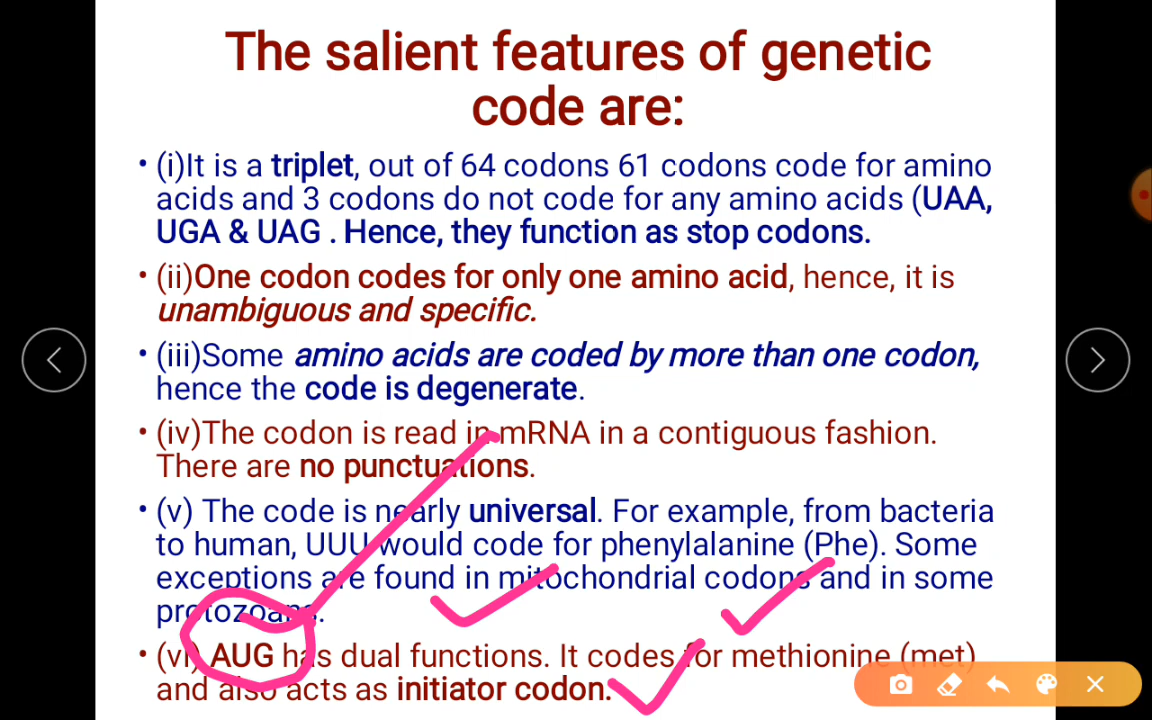 The salient features of genetic
code are:
• (i)It is a triplet, out of 64 codons 61 codons code for amino
acids and 3 codons do not code for any amino acids (UAA,
UGA & UAG . Hence, they function as stop codons.
• (ii)One codon codes for only one amino acid, hence, it is
unambiguous and specific.
• (iii)Some amino acids are coded by more than one codon,
hence the code is degenerate.
• (iv)The codon is read in mRNA in a contiguous fashion.
There are no punctuations.
• (v) The code is nearly universal. For example, from bacteria
to human, UUU would code for phenylalanine (Phe). Some
exceptions are found in mitochondrial codons and in some
protozoans.
• (vi) AUG has dual functions. It codes for methionine (met)
and also acts as initiator codon.